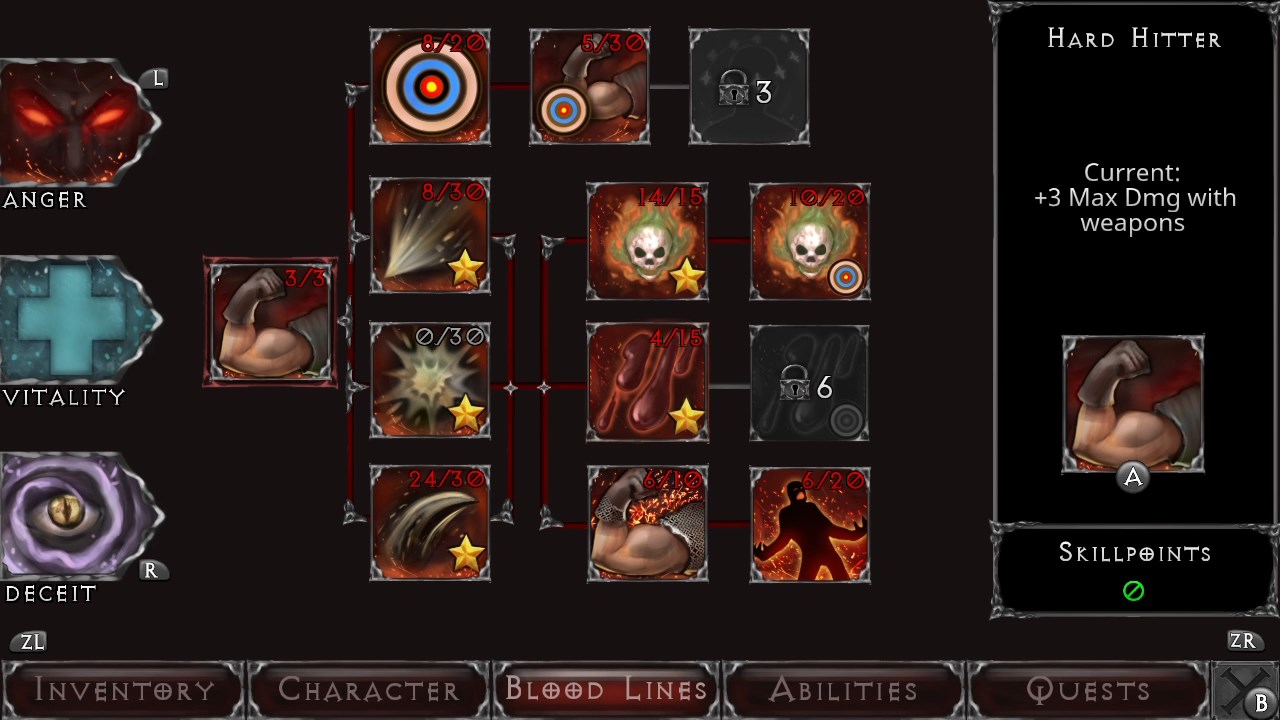 HARD HITTER
8/20
5/30
L
3
Current:
+3 Max Dmg with
weapons
ANGER
8/30
14/15
10/20
3/3
0/30
4/15
6
VITALITY
A
24/30
6/10
6/20
SKILLPOINTS
0
R
DECEIT
ZL
ZR
INVENTORY
CHARACTER
BLOOD LINES
ABILITIES
QUESTS
B